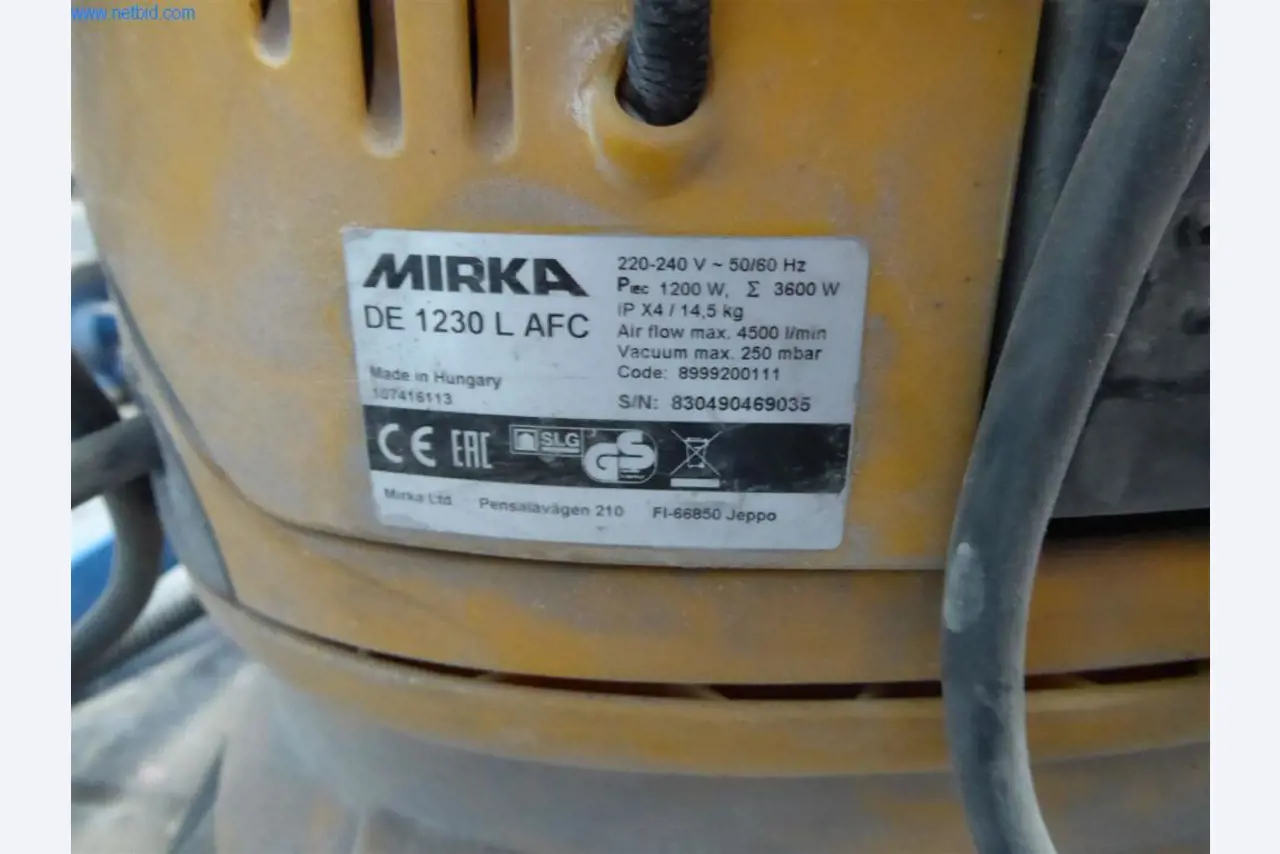 www.netbid.com
MIRKA
DE 1230 L AFC
Made in Hungary
107416113
220-240 V ~ 50/60 Hz
PIEC 1200 W, Σ 3600 W
IP X4 / 14,5 kg
Air flow max. 4500 l/min
Vacuum max. 250 mbar
Code: 8999200111
S/N: 830490469035
CE EAC SLG GS
Mirka Ltd Pensalavägen 210 FI-66850 Jeppo